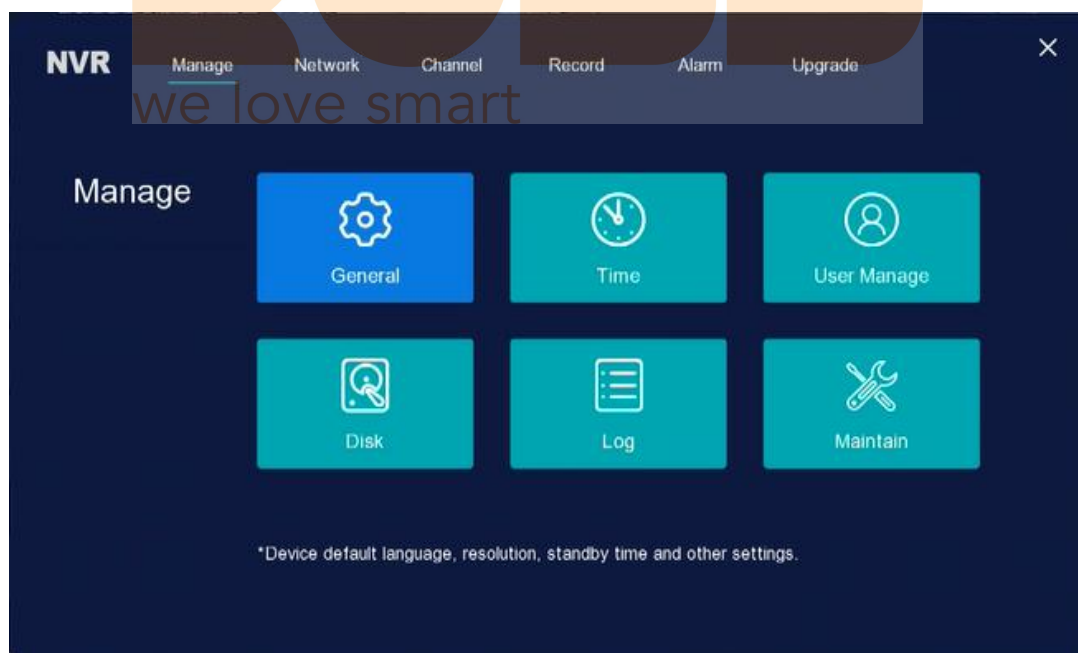 NVR Manage Network Channel Record Alarm Upgrade
we love smart
Manage
General Time User Manage
Disk Log Maintain
*Device default language, resolution, standby time and other settings.